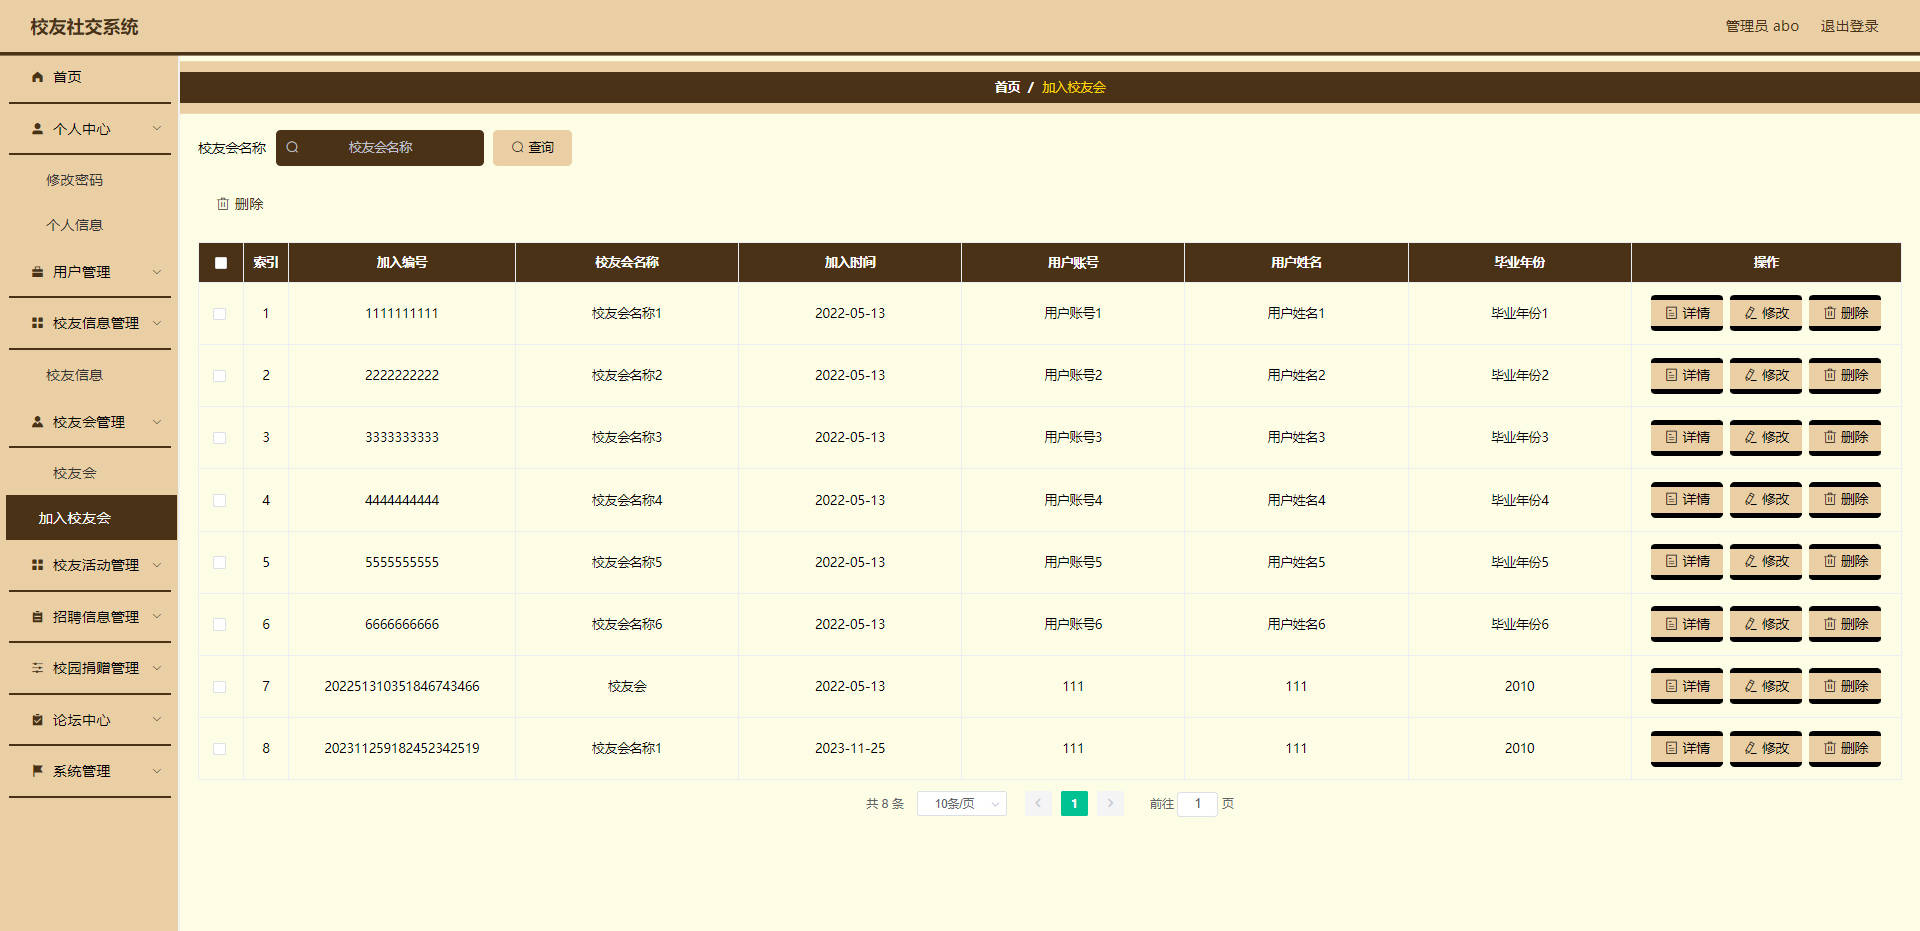 校友社交系统
管理员 abo 退出登录
首页
个人中心
修改密码
个人信息
用户管理
校友信息管理
校友信息
校友会管理
校友会
加入校友会
校友活动管理
招聘信息管理
校园捐赠管理
论坛中心
系统管理
首页 / 加入校友会
校友会名称 校友会名称 查询
删除
索引 加入编号 校友会名称 加入时间 用户账号 用户姓名 毕业年份 操作
1 1111111111 校友会名称1 2022-05-13 用户账号1 用户姓名1 毕业年份1 详情 修改 删除
2 2222222222 校友会名称2 2022-05-13 用户账号2 用户姓名2 毕业年份2 详情 修改 删除
3 3333333333 校友会名称3 2022-05-13 用户账号3 用户姓名3 毕业年份3 详情 修改 删除
4 4444444444 校友会名称4 2022-05-13 用户账号4 用户姓名4 毕业年份4 详情 修改 删除
5 5555555555 校友会名称5 2022-05-13 用户账号5 用户姓名5 毕业年份5 详情 修改 删除
6 6666666666 校友会名称6 2022-05-13 用户账号6 用户姓名6 毕业年份6 详情 修改 删除
7 202251310351846743466 校友会 2022-05-13 111 111 2010 详情 修改 删除
8 202311259182452342519 校友会名称1 2023-11-25 111 111 2010 详情 修改 删除
共 8 条 10条/页 1 前往 1 页